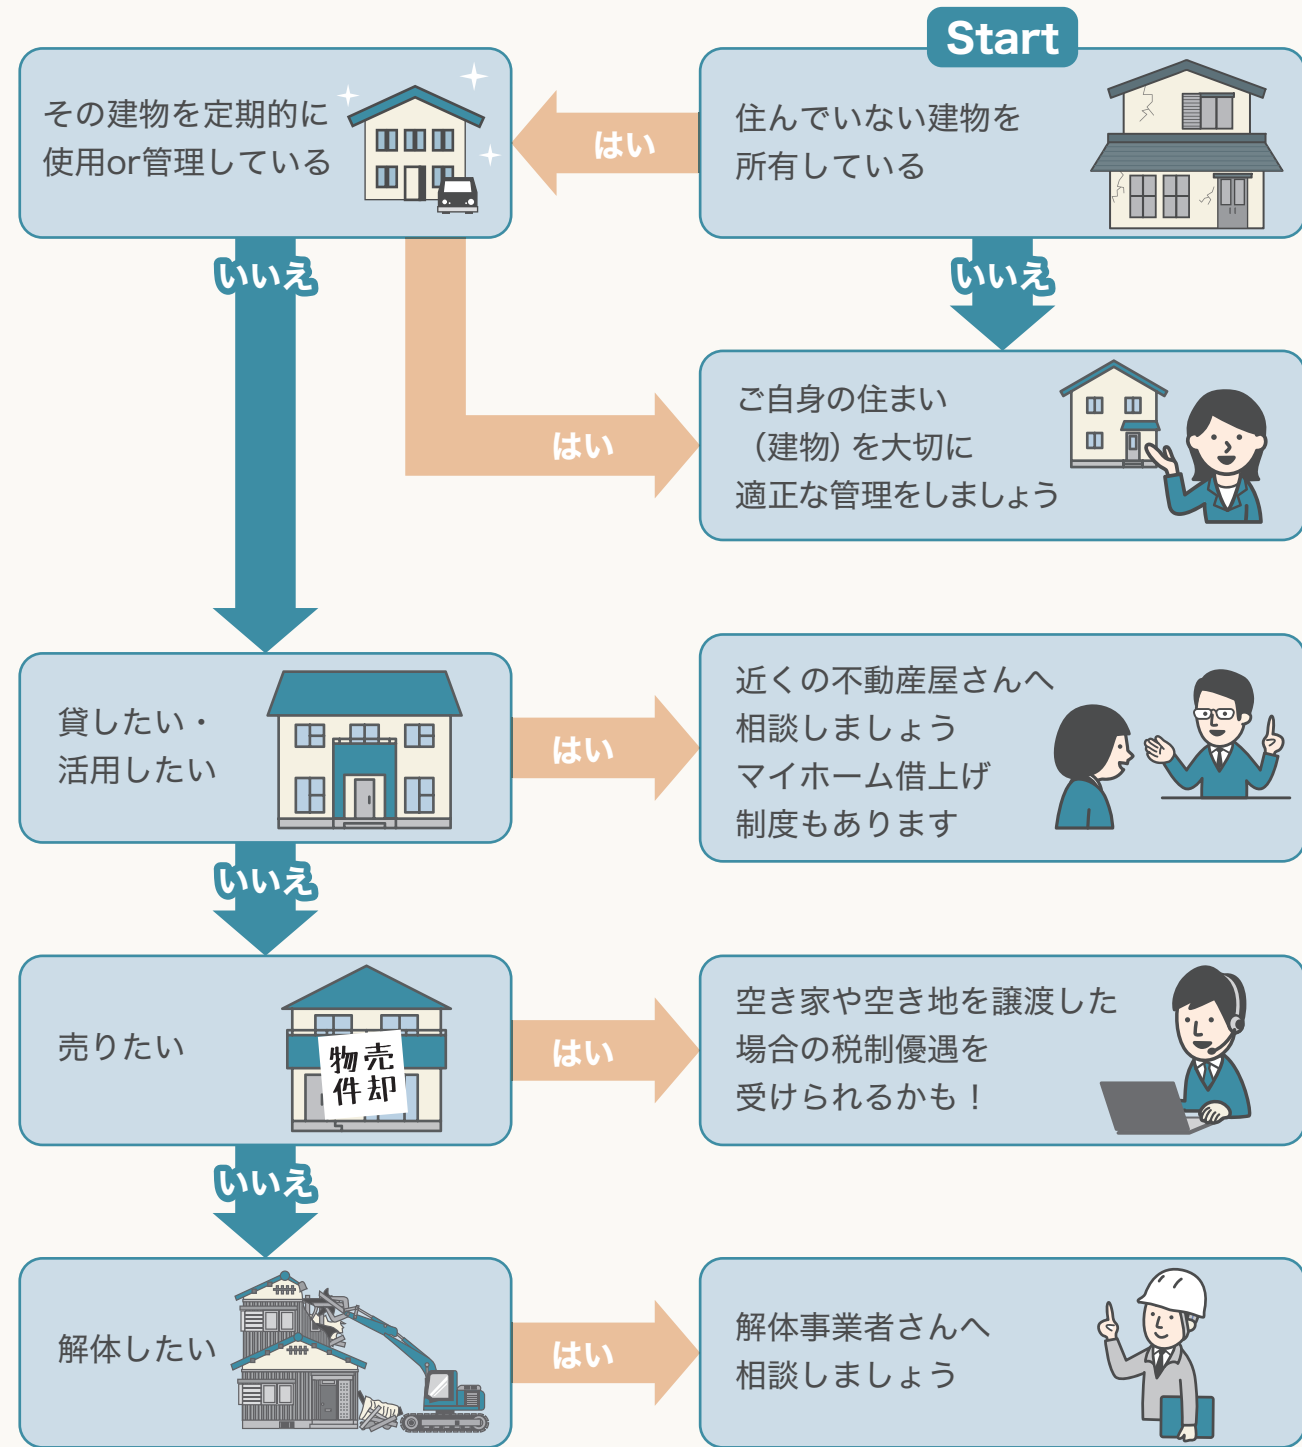 Start
住んでいない建物を
所有している
はい
その建物を定期的に
使用or管理している
いいえ
いいえ
はい
ご自身の住まい
（建物）を大切に
適正な管理をしましょう
貸したい・
活用したい
はい
近くの不動産屋さんへ
相談しましょう
マイホーム借上げ
制度もあります
いいえ
売りたい
売却
物件
はい
空き家や空き地を譲渡した
場合の税制優遇を
受けられるかも！
いいえ
解体したい
はい
解体事業者さんへ
相談しましょう